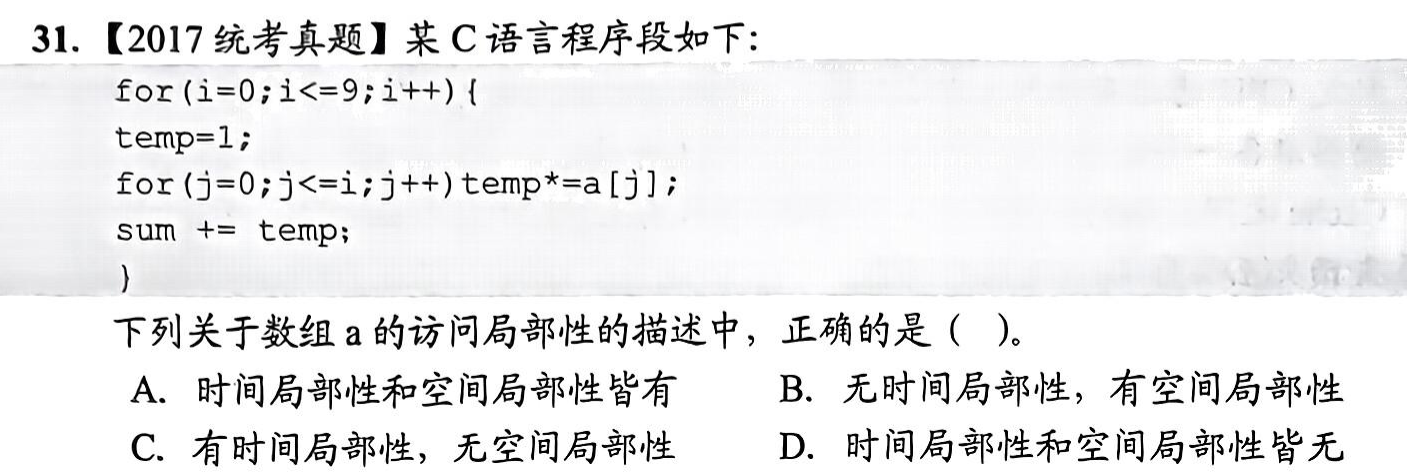 31.【2017 统考真题】某 C 语言程序段如下：
for(i=0;i<=9;i++){
temp=1;
for(j=0;j<=i;j++)temp*=a[j];
sum += temp;
}
下列关于数组 a 的访问局部性的描述中，正确的是（ ）。
A. 时间局部性和空间局部性皆有 B. 无时间局部性，有空间局部性
C. 有时间局部性，无空间局部性 D. 时间局部性和空间局部性皆无